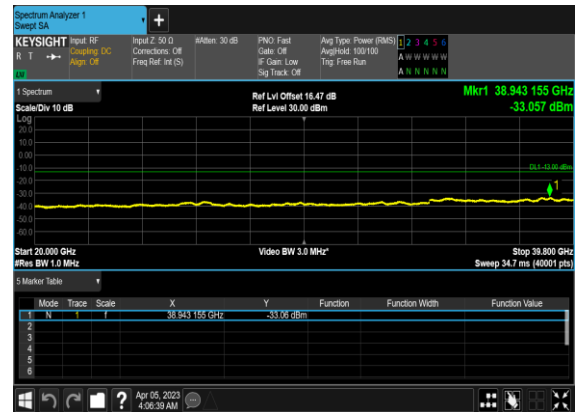 Spectrum Analyzer 1
Swept SA
KEYSIGHT Input: RF Input Z: 50 Ω #Atten: 30 dB PNO: Fast Avg Type: Power (RMS) 1 2 3 4 5 6
R T Coupling: DC Corrections: Off Gate: Off Avg|Hold: 100/100 A W W W W W
Align: Off Freq Ref: Int (S) IF Gain: Low Trig: Free Run
Sig Track: Off A N N N N N
LU
1 Spectrum Ref Lvl Offset 16.47 dB Mkr1 38.943 155 GHz
Scale/Div 10 dB Ref Level 30.00 dBm -33.057 dBm
Log
20.0
10.0
0.00
-10.0 DL1 -13.00 dBm
-20.0 1
-30.0
-40.0
-50.0
-60.0
Start 20.000 GHz Video BW 3.0 MHz* Stop 39.800 GHz
#Res BW 1.0 MHz Sweep 34.7 ms (40001 pts)
5 Marker Table
Mode Trace Scale X Y Function Function Width Function Value
1 N 1 f 38.943 155 GHz -33.06 dBm
2
3
4
5
6
? Apr 05, 2023
4:06:39 AM